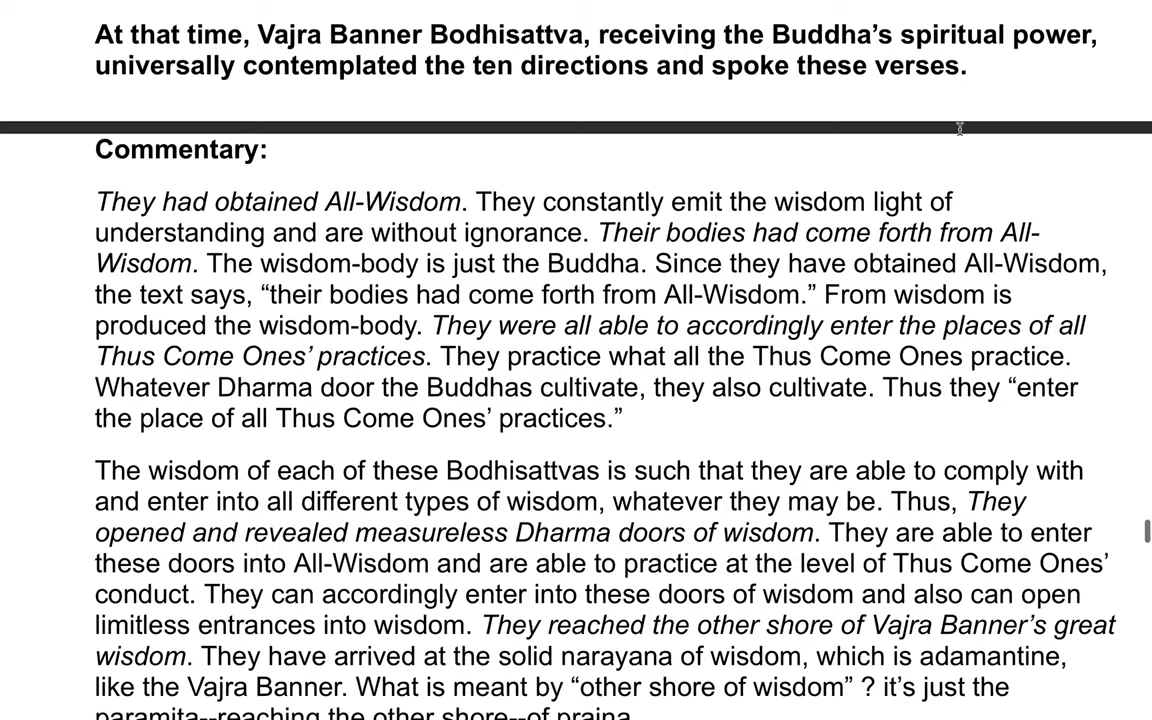 At that time, Vajra Banner Bodhisattva, receiving the Buddha’s spiritual power,
universally contemplated the ten directions and spoke these verses.
Commentary:
They had obtained All-Wisdom. They constantly emit the wisdom light of
understanding and are without ignorance. Their bodies had come forth from All-
Wisdom. The wisdom-body is just the Buddha. Since they have obtained All-Wisdom,
the text says, “their bodies had come forth from All-Wisdom.” From wisdom is
produced the wisdom-body. They were all able to accordingly enter the places of all
Thus Come Ones’ practices. They practice what all the Thus Come Ones practice.
Whatever Dharma door the Buddhas cultivate, they also cultivate. Thus they “enter
the place of all Thus Come Ones’ practices.”
The wisdom of each of these Bodhisattvas is such that they are able to comply with
and enter into all different types of wisdom, whatever they may be. Thus, They
opened and revealed measureless Dharma doors of wisdom. They are able to enter
these doors into All-Wisdom and are able to practice at the level of Thus Come Ones’
conduct. They can accordingly enter into these doors of wisdom and also can open
limitless entrances into wisdom. They reached the other shore of Vajra Banner’s great
wisdom. They have arrived at the solid narayana of wisdom, which is adamantine,
like the Vajra Banner. What is meant by “other shore of wisdom” ? it’s just the
paramita--reaching the other shore--of prajna.